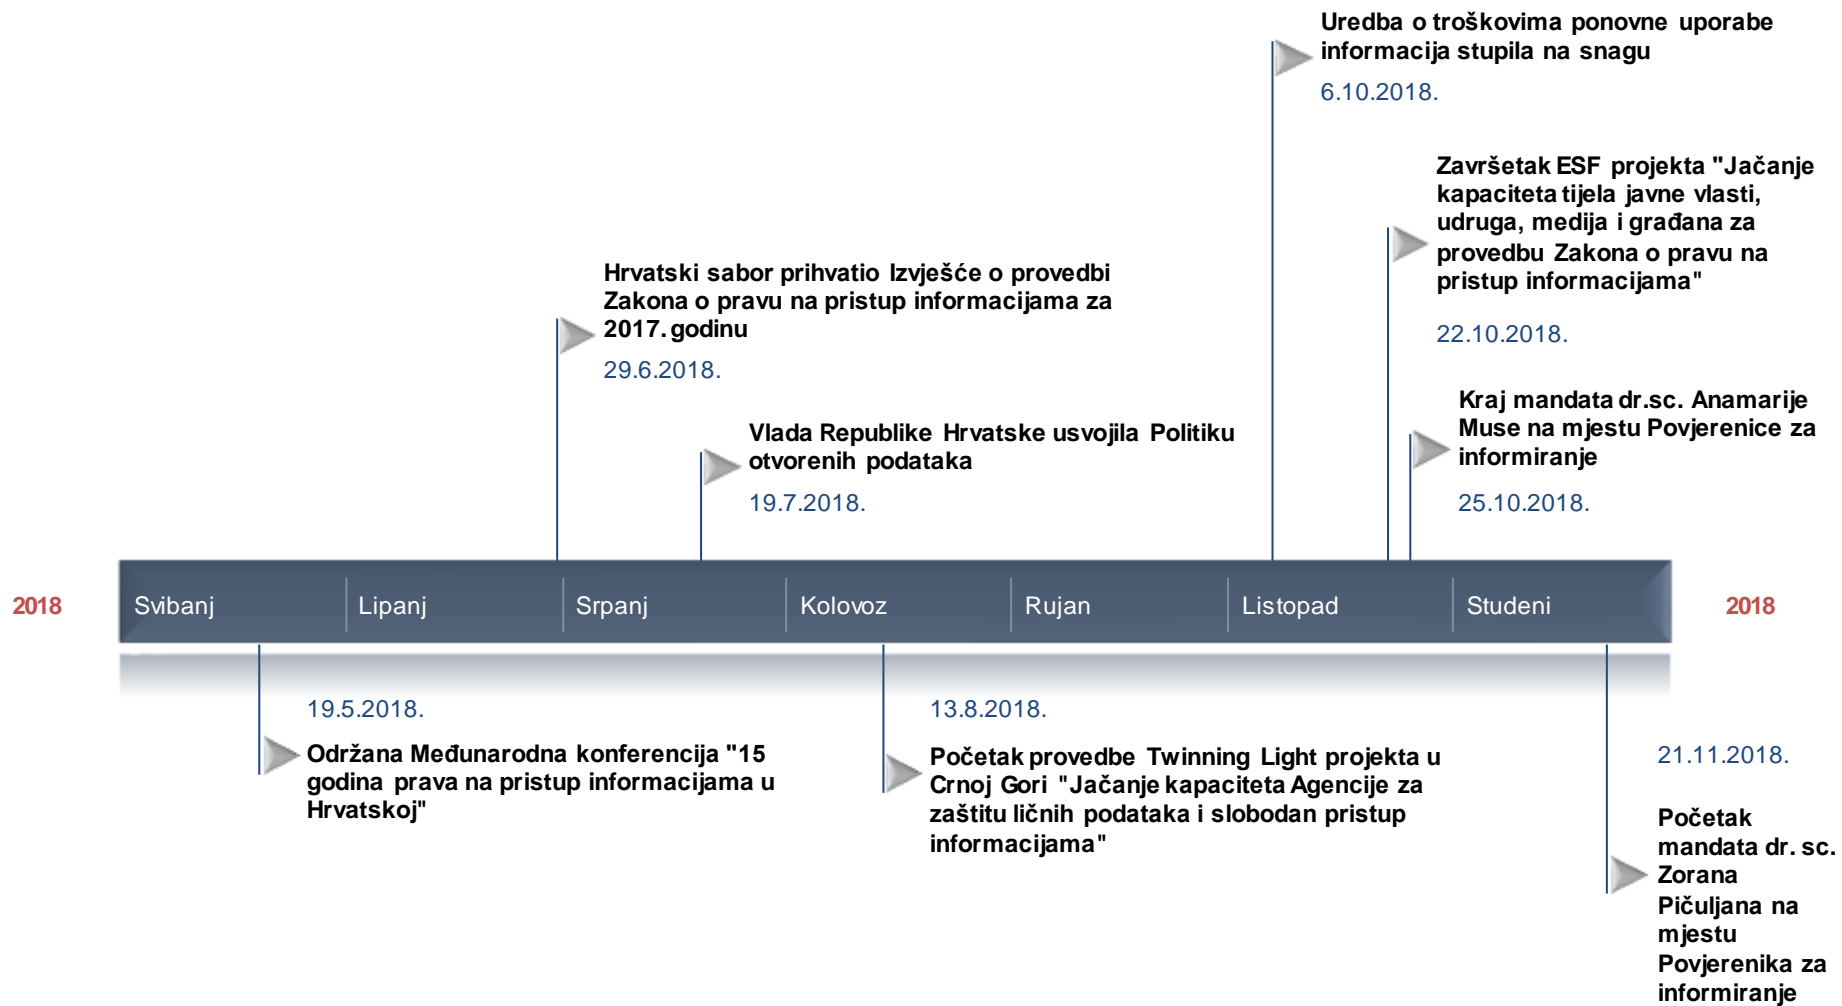 Uredba o troškovima ponovne uporabe
informacija stupila na snagu
6.10.2018.
Završetak ESF projekta "Jačanje
kapaciteta tijela javne vlasti,
udruga, medija i građana za
provedbu Zakona o pravu na
pristup informacijama"
22.10.2018.
Hrvatski sabor prihvatio Izvješće o provedbi
Zakona o pravu na pristup informacijama za
2017. godinu
29.6.2018.
Kraj mandata dr.sc. Anamarije
Muse na mjestu Povjerenice za
informiranje
25.10.2018.
Vlada Republike Hrvatske usvojila Politiku
otvorenih podataka
19.7.2018.
2018 Svibanj Lipanj Srpanj Kolovoz Rujan Listopad Studeni 2018
19.5.2018.
Održana Međunarodna konferencija "15
godina prava na pristup informacijama u
Hrvatskoj"
13.8.2018.
Početak provedbe Twinning Light projekta u
Crnoj Gori "Jačanje kapaciteta Agencije za
zaštitu ličnih podataka i slobodan pristup
informacijama"
21.11.2018.
Početak
mandata dr. sc.
Zorana
Pičuljana na
mjestu
Povjerenika za
informiranje